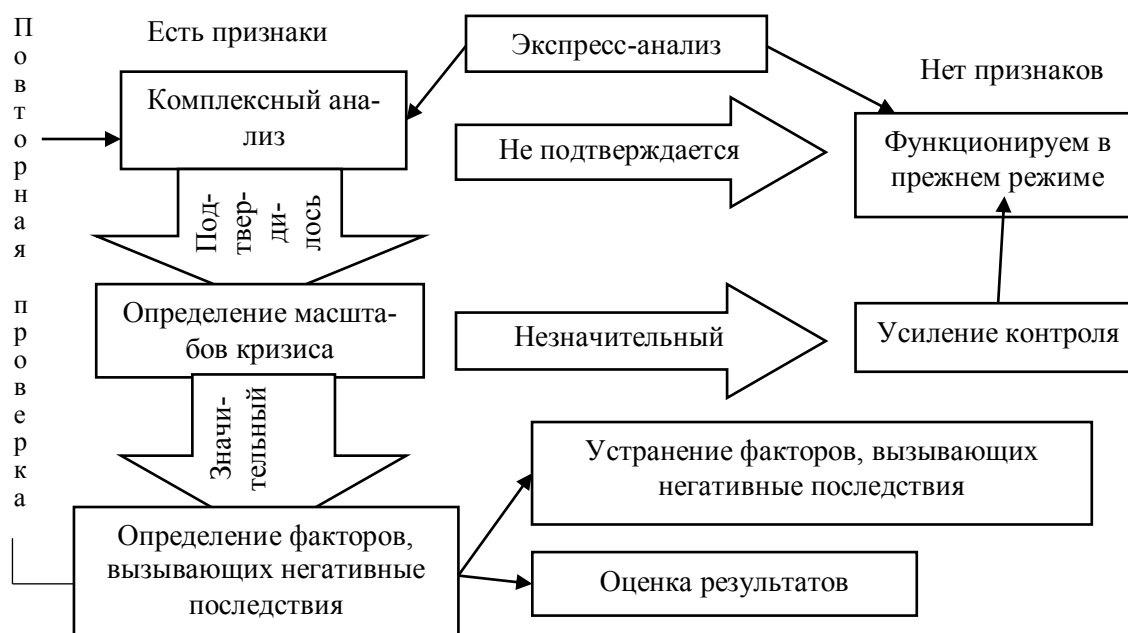 Повторная проверка
Есть признаки
Экспресс-анализ
Нет признаков
Комплексный ана-
лиз
Не подтверждается
Функционируем в
прежнем режиме
Под-
твер-
ди-
лось
Определение масшта-
бов кризиса
Незначительный
Усиление контроля
Значи-
тельный
Устранение факторов, вызывающих
негативные последствия
Определение факторов,
вызывающих негативные
последствия
Оценка результатов